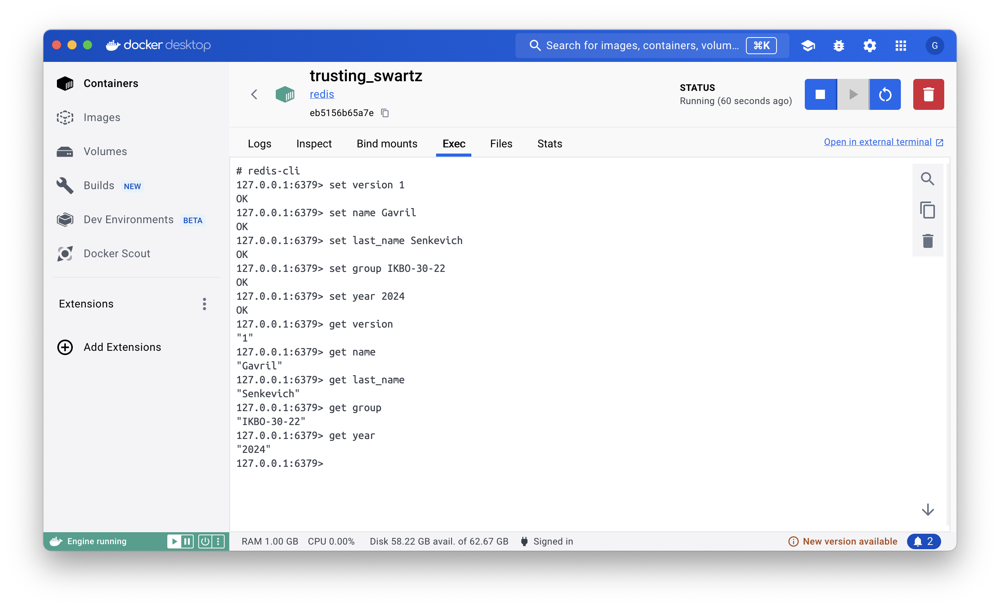 docker desktop
Search for images, containers, volum... ⌘K
G
Containers
Images
Volumes
Builds NEW
Dev Environments BETA
Docker Scout
Extensions
Add Extensions
trusting_swartz
redis
eb5156b65a7e
STATUS
Running (60 seconds ago)
Logs Inspect Bind mounts Exec Files Stats
Open in external terminal
# redis-cli
127.0.0.1:6379> set version 1
OK
127.0.0.1:6379> set name Gavril
OK
127.0.0.1:6379> set last_name Senkevich
OK
127.0.0.1:6379> set group IKBO-30-22
OK
127.0.0.1:6379> set year 2024
OK
127.0.0.1:6379> get version
"1"
127.0.0.1:6379> get name
"Gavril"
127.0.0.1:6379> get last_name
"Senkevich"
127.0.0.1:6379> get group
"IKBO-30-22"
127.0.0.1:6379> get year
"2024"
127.0.0.1:6379>
Engine running
RAM 1.00 GB CPU 0.00% Disk 58.22 GB avail. of 62.67 GB Signed in
New version available 2